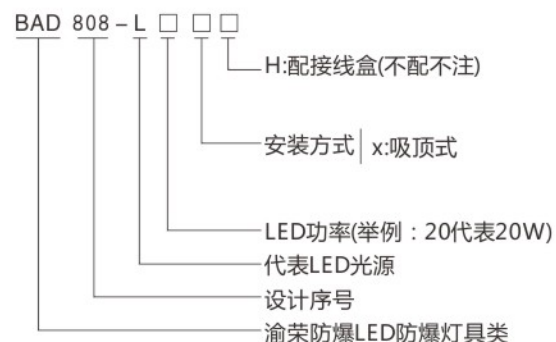 BAD 808-L□ □□
H:配接线盒(不配不注)
安装方式 x:吸顶式
LED功率(举例：20代表20W)
代表LED光源
设计序号
渝荣防爆LED防爆灯具类